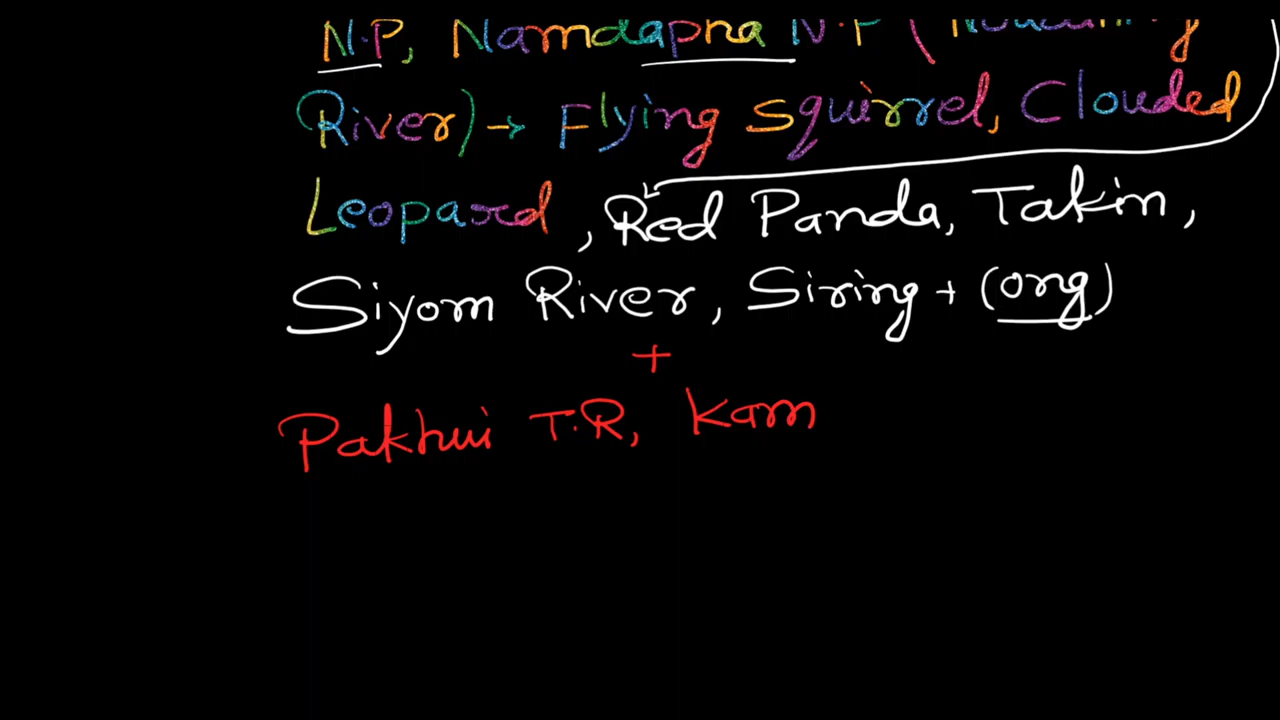 N.P, Namdapha N.P (
River) → Flying Squirrel, Clouded
Leopard, Red Panda, Takin,
Siyom River, Siring + (ong)
+
Pakhui T.R, Kam